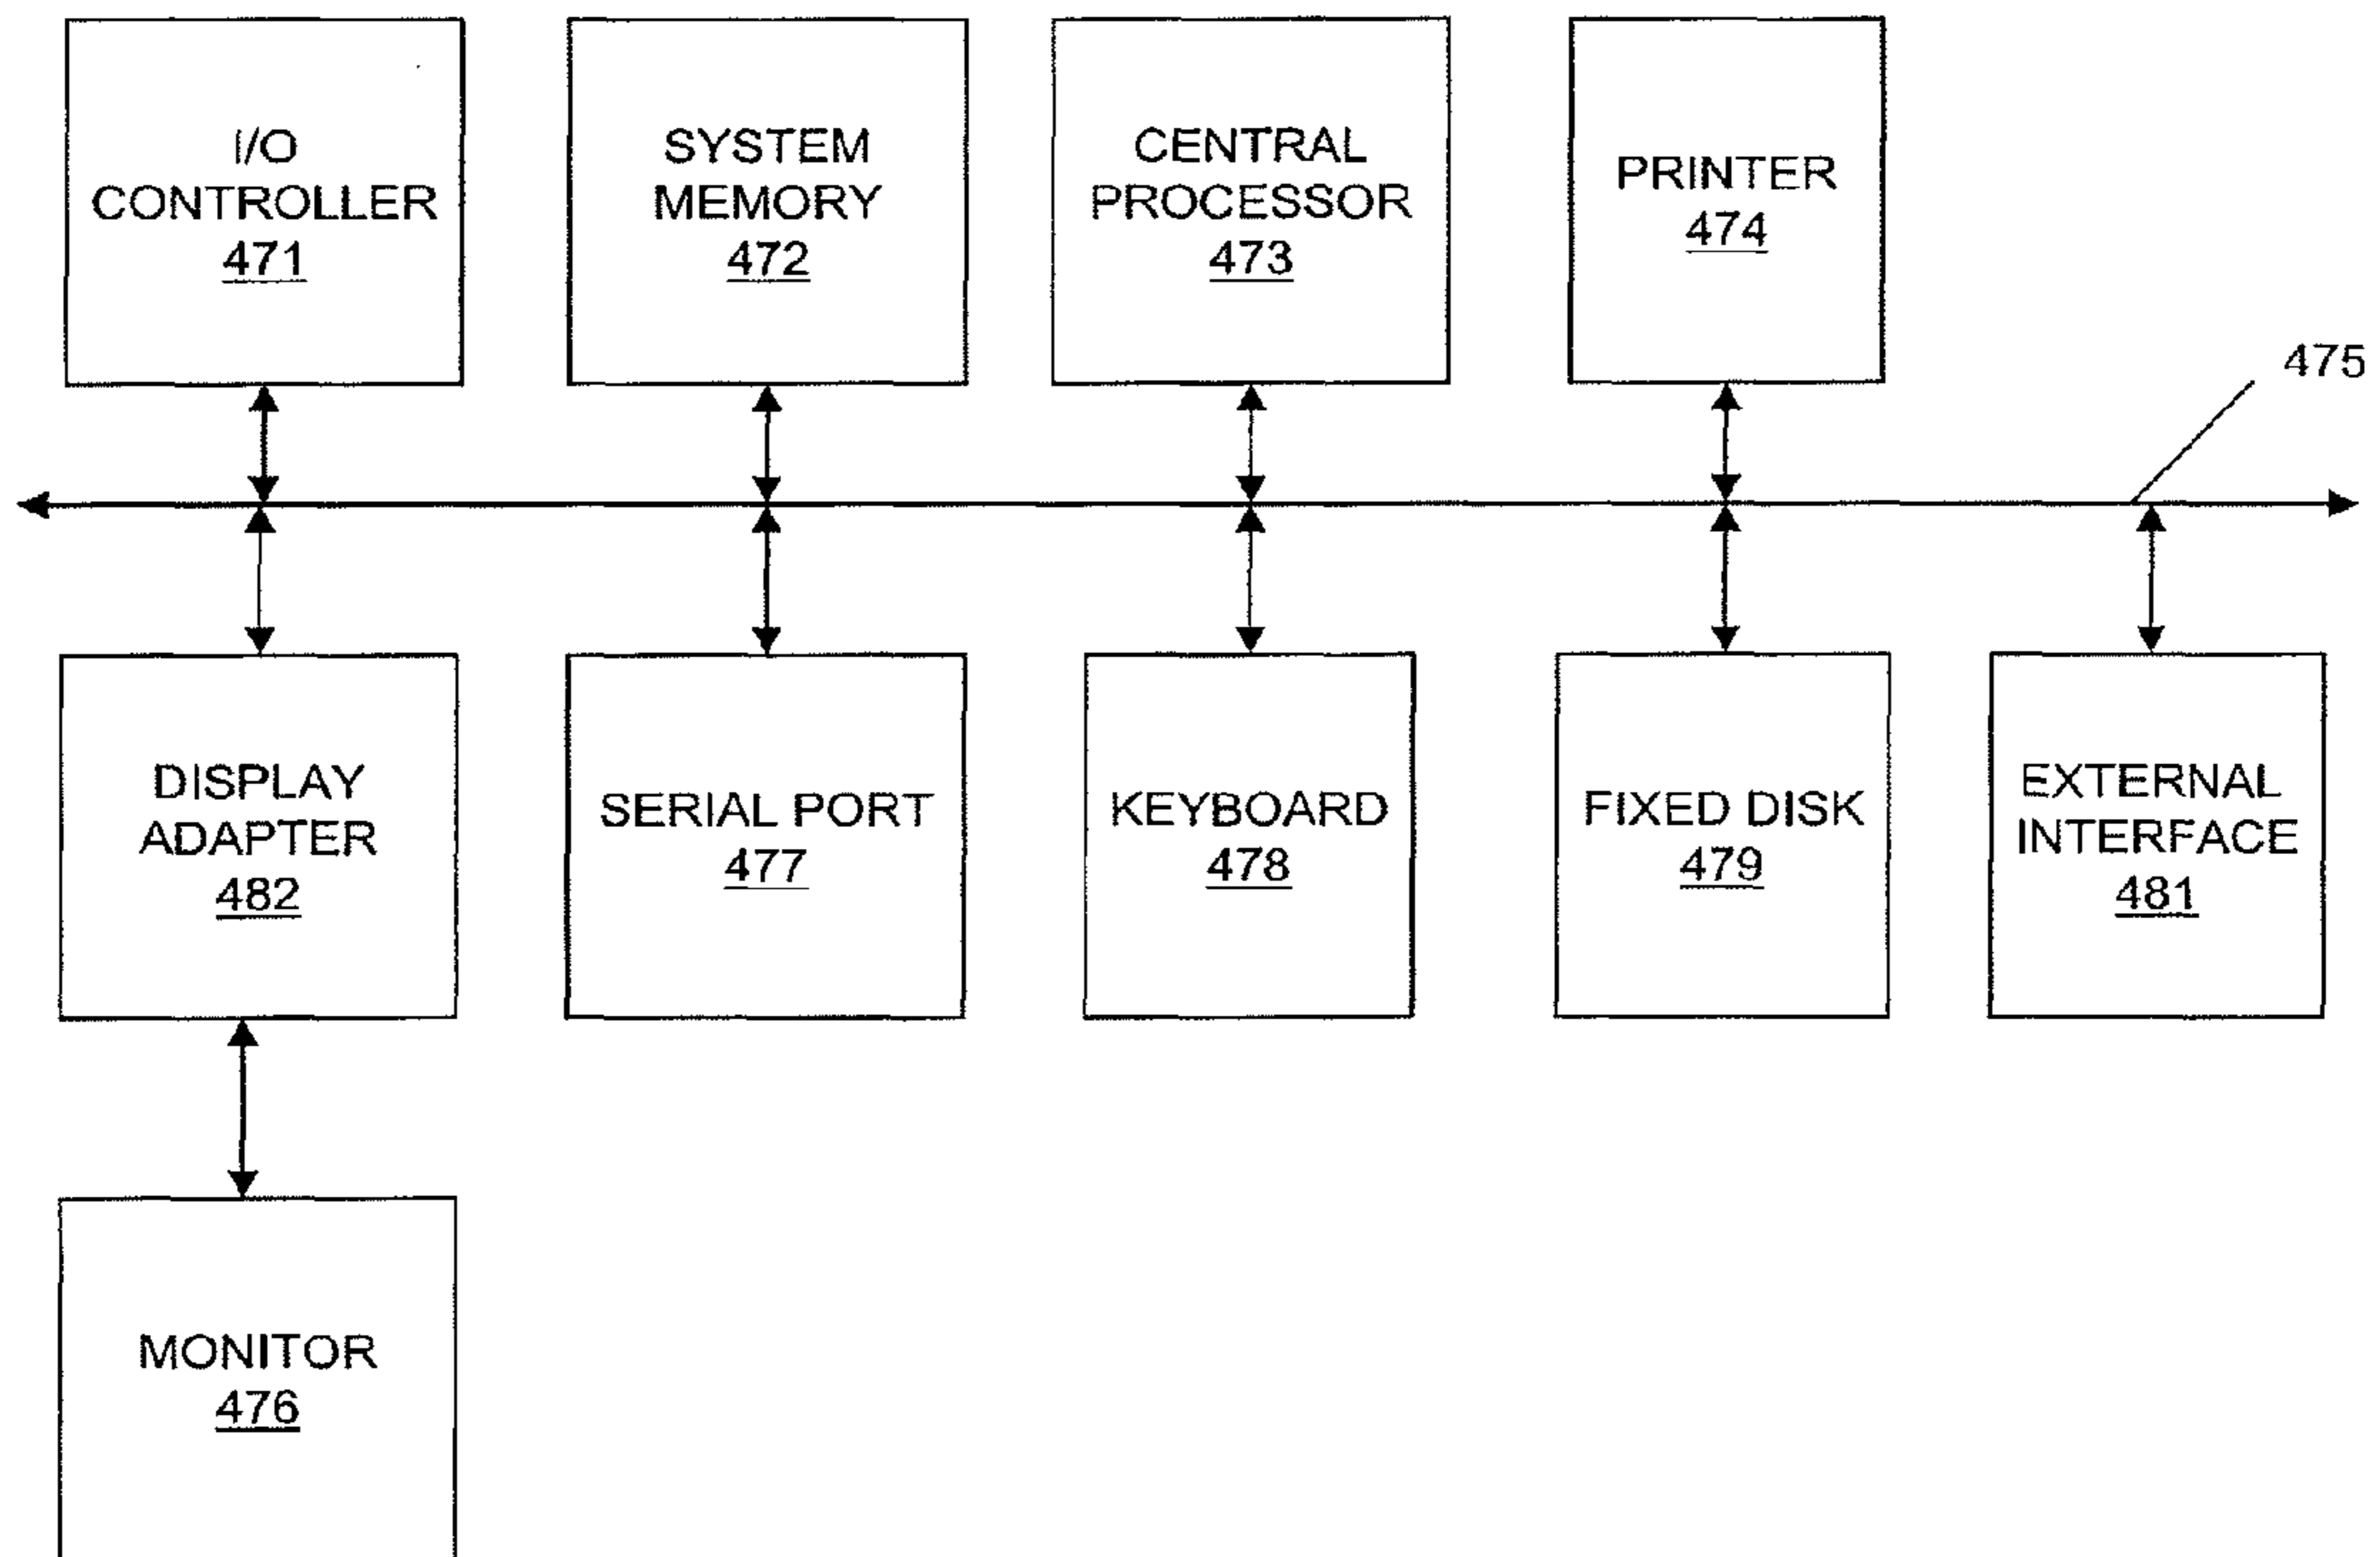 I/O
CONTROLLER
471
SYSTEM
MEMORY
472
CENTRAL
PROCESSOR
473
PRINTER
474
475
DISPLAY
ADAPTER
482
SERIAL PORT
477
KEYBOARD
478
FIXED DISK
479
EXTERNAL
INTERFACE
481
MONITOR
476